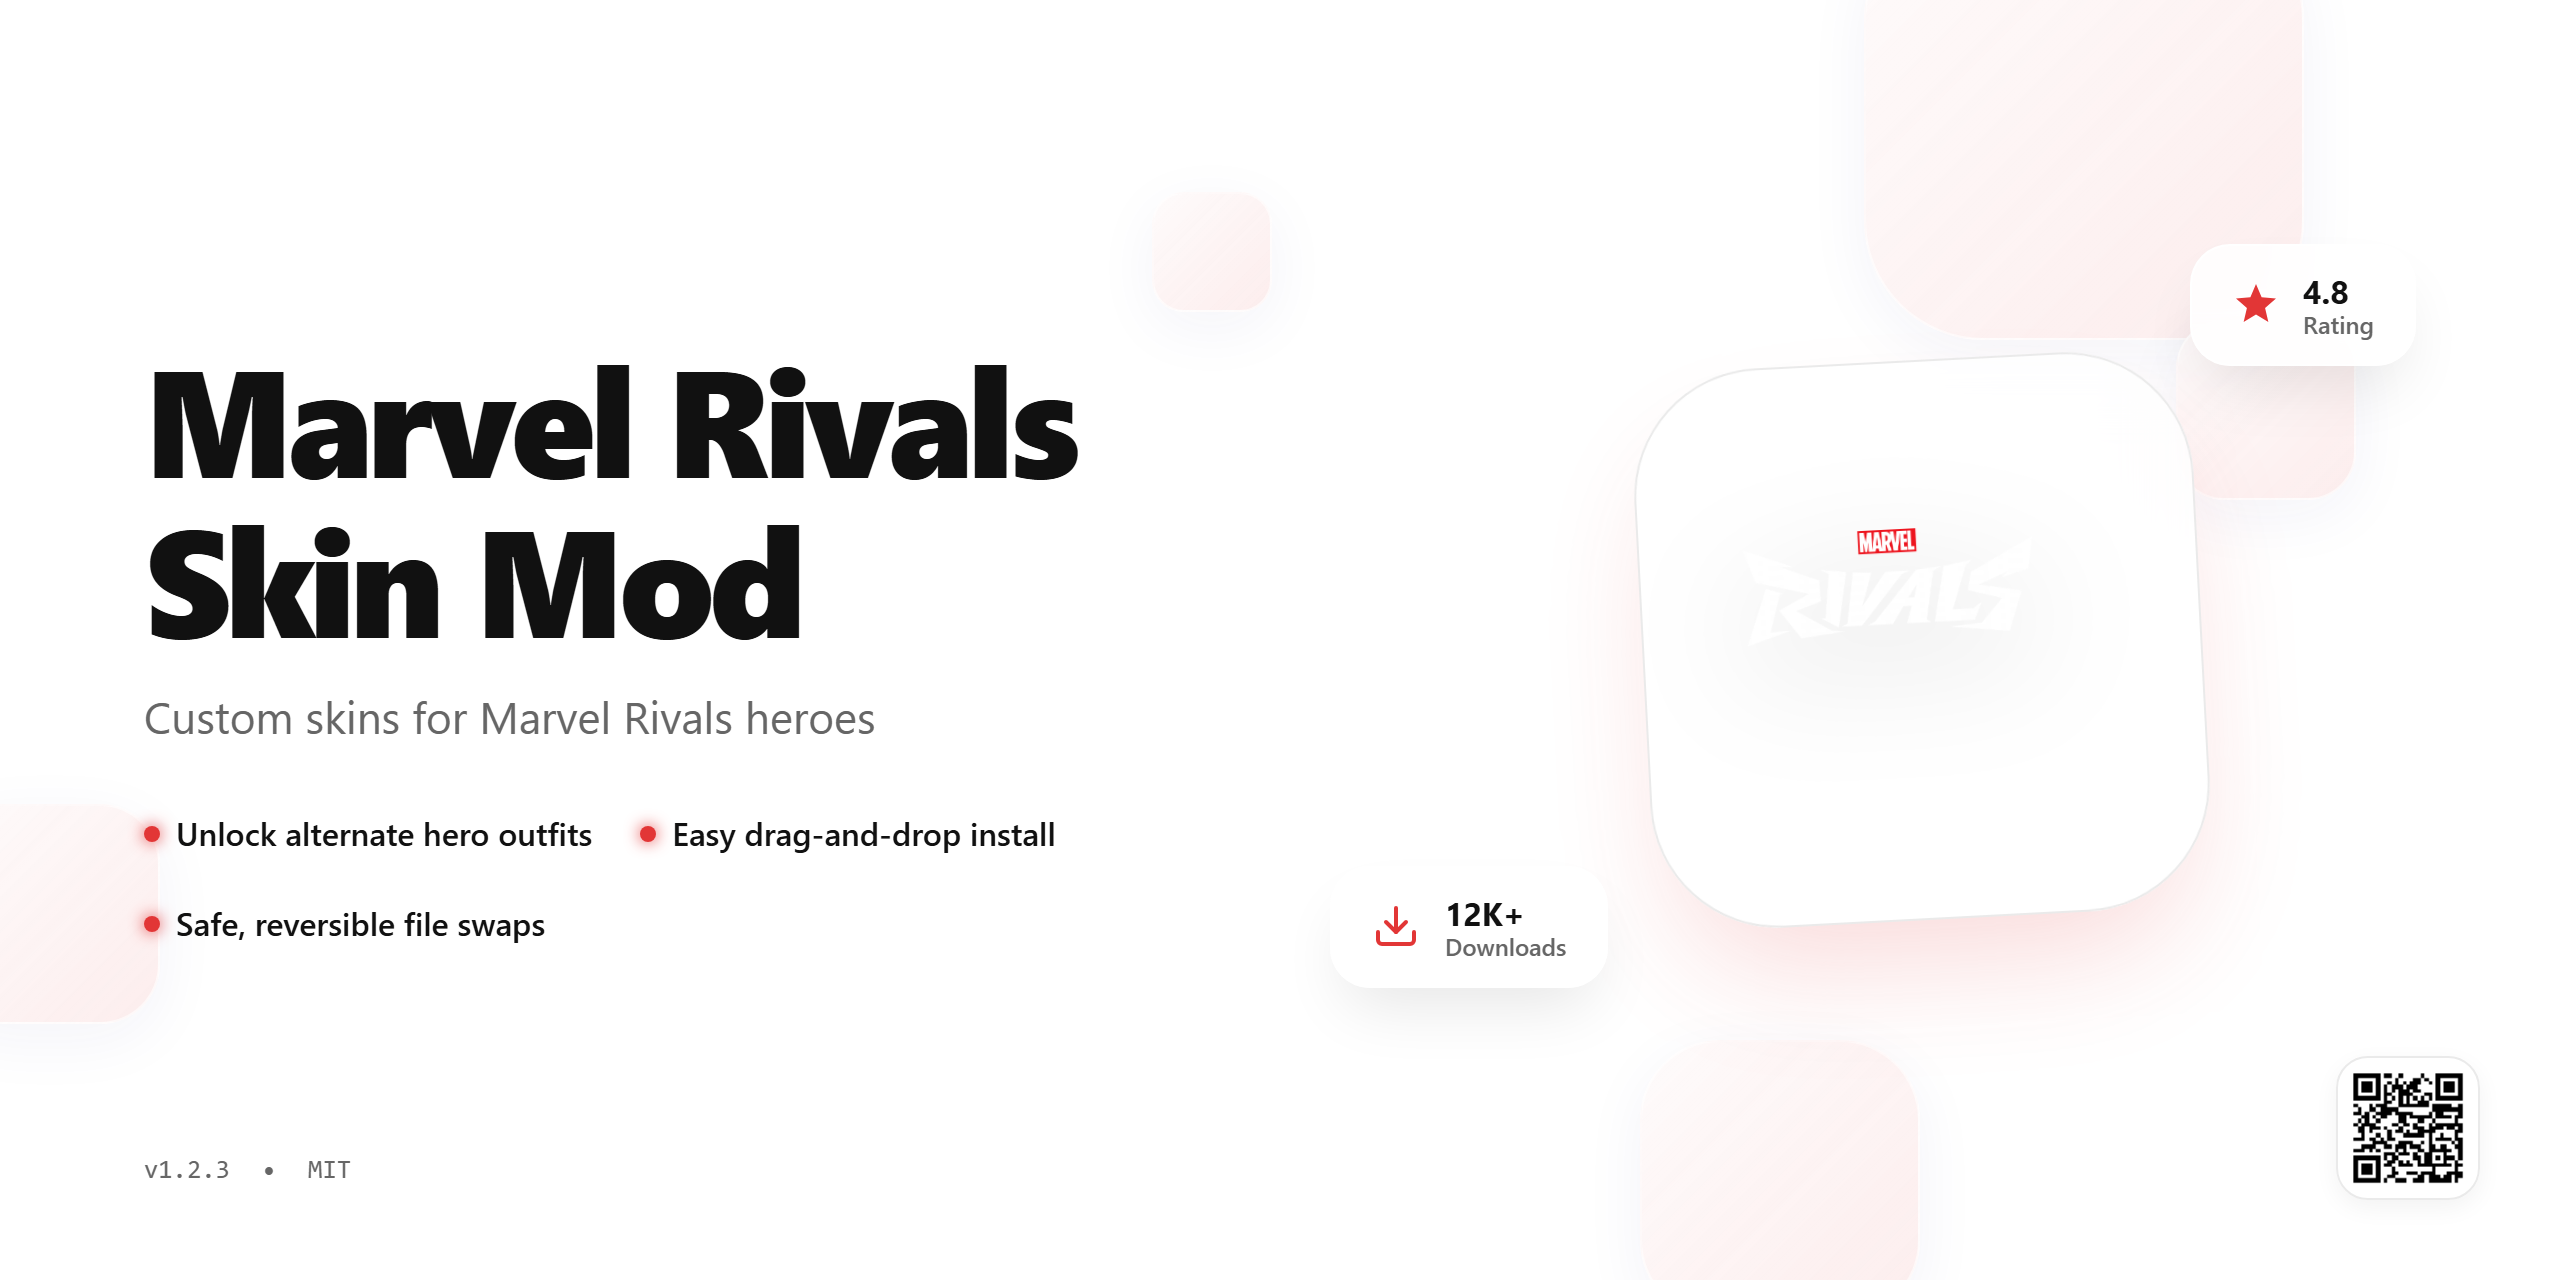 Marvel Rivals
Skin Mod
Custom skins for Marvel Rivals heroes
Unlock alternate hero outfits
Easy drag-and-drop install
Safe, reversible file swaps
v1.2.3 • MIT
4.8
Rating
MARVEL
RIVALS
12K+
Downloads